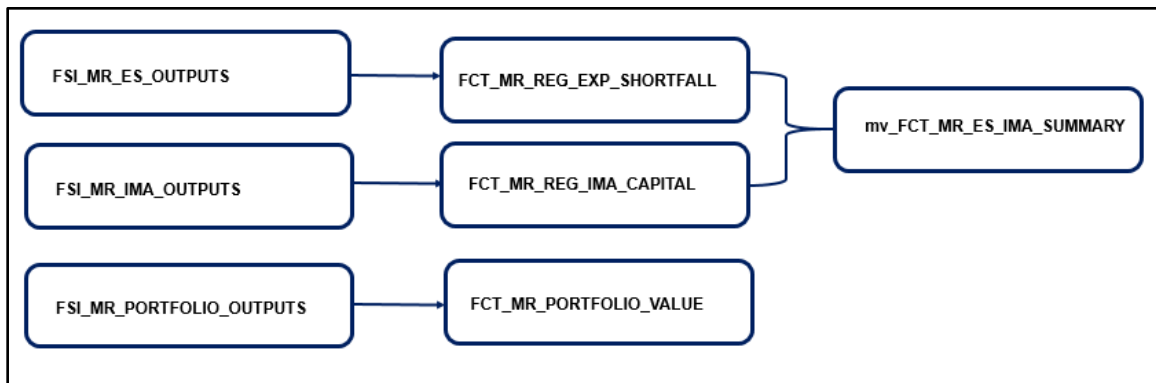 FSI_MR_ES_OUTPUTS
FCT_MR_REG_EXP_SHORTFALL
mv_FCT_MR_ES_IMA_SUMMARY
FSI_MR_IMA_OUTPUTS
FCT_MR_REG_IMA_CAPITAL
FSI_MR_PORTFOLIO_OUTPUTS
FCT_MR_PORTFOLIO_VALUE